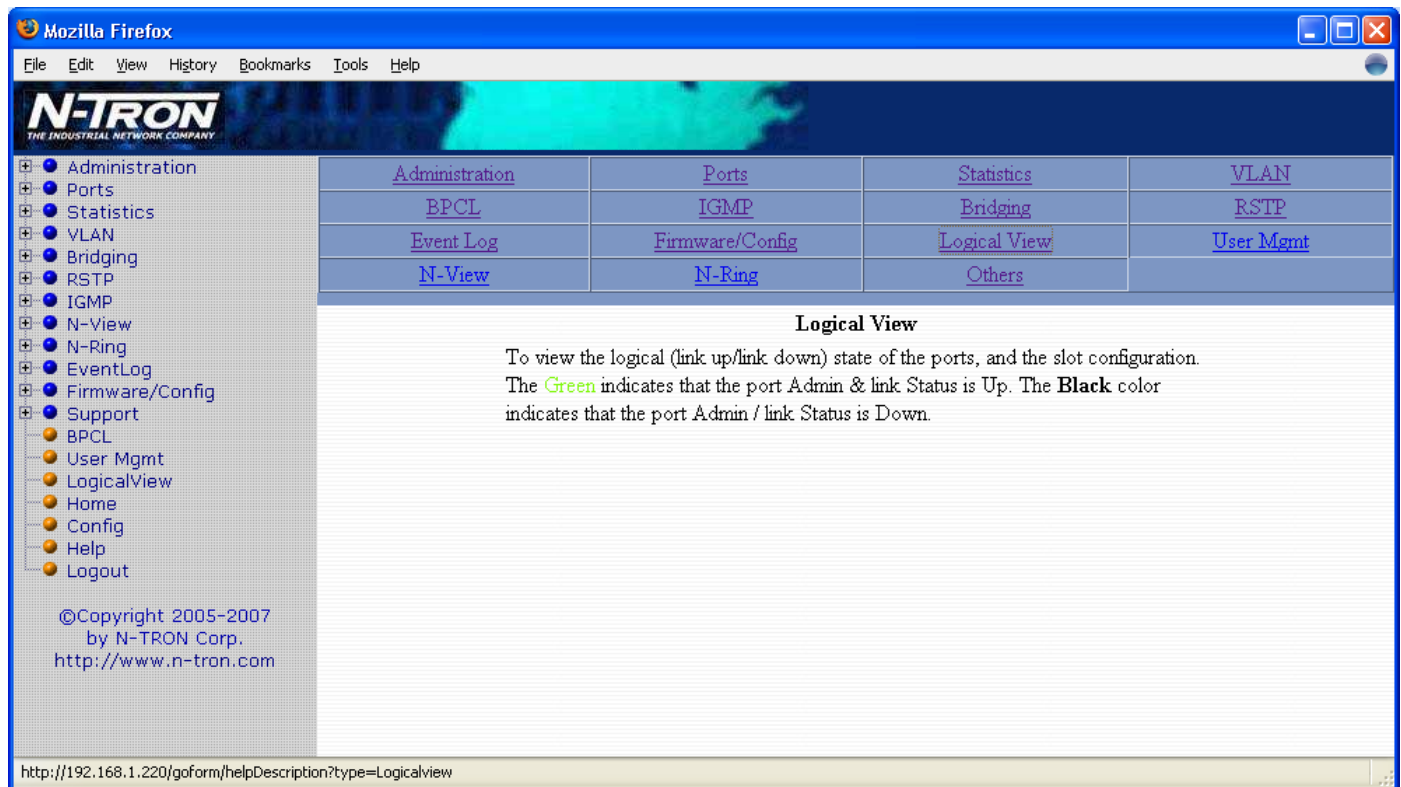 Mozilla Firefox
File Edit View History Bookmarks Tools Help
N-TRON
THE INDUSTRIAL NETWORK COMPANY
Administration
Ports
Statistics
VLAN
Bridging
RSTP
IGMP
N-View
N-Ring
EventLog
Firmware/Config
Support
BPCL
User Mgmt
LogicalView
Home
Config
Help
Logout
©Copyright 2005-2007
by N-TRON Corp.
http://www.n-tron.com
Administration Ports Statistics VLAN
BPCL IGMP Bridging RSTP
Event Log Firmware/Config Logical View User Mgmt
N-View N-Ring Others
Logical View
To view the logical (link up/link down) state of the ports, and the slot configuration.
The Green indicates that the port Admin & link Status is Up. The Black color
indicates that the port Admin / link Status is Down.
http://192.168.1.220/goform/helpDescription?type=Logicalview